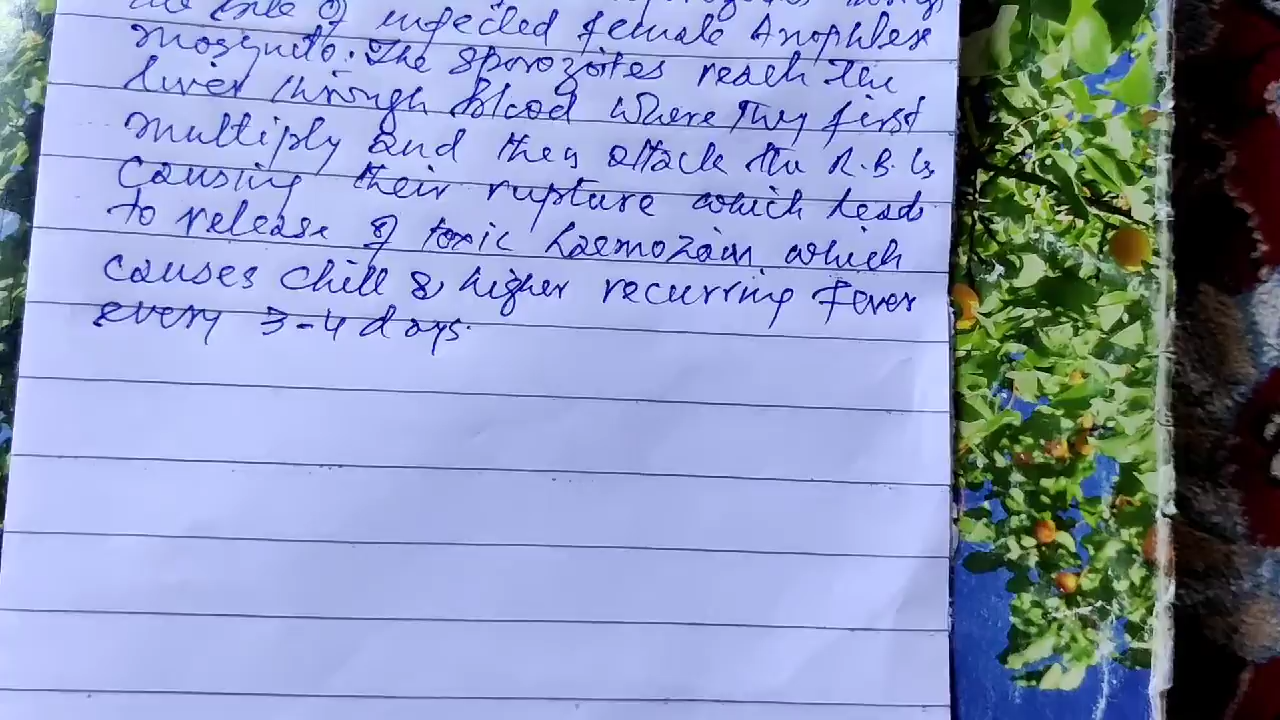 bite of infected female Anophles
mosquito. The sporozoites reach the
liver through blood where they first
multiply and then attack the R.B.Cs
causing their rupture which leads
to release of toxic haemozoin which
causes chill & higher recurring fever
every 3-4 days.